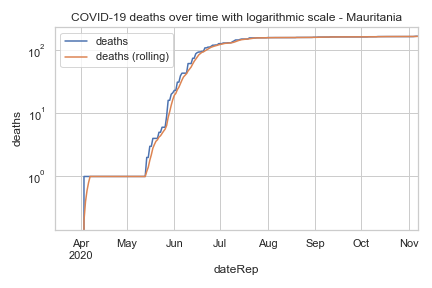 COVID-19 deaths over time with logarithmic scale - Mauritania
deaths
deaths (rolling)
10²
10¹
10⁰
deaths
Apr May Jun Jul Aug Sep Oct Nov
2020
dateRep